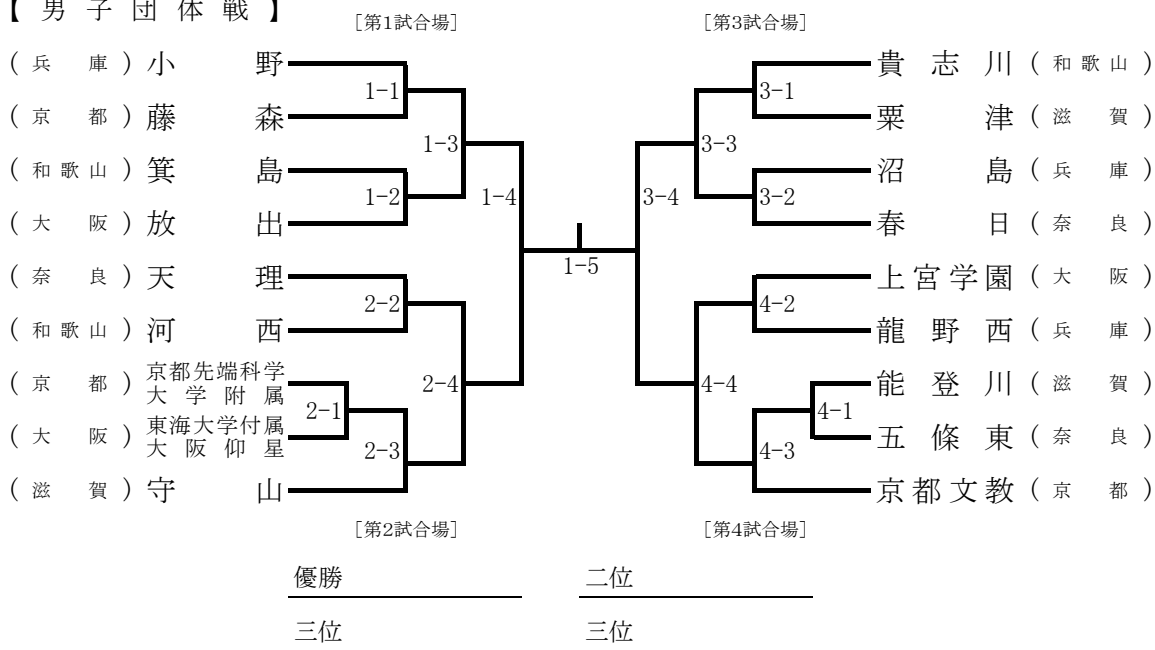 【男子団体戦】
［第1試合場］ ［第3試合場］
（兵庫）小野 貴志川（和歌山）
1-1 3-1
（京都）藤森 粟津（滋賀）
1-3 3-3
（和歌山）箕島 沼島（兵庫）
1-2 1-4 3-4 3-2
（大阪）放出 春日（奈良）
1-5
（奈良）天理 上宮学園（大阪）
2-2 4-2
（和歌山）河西 龍野西（兵庫）
（京都）京都先端科学大学附属 能登川（滋賀）
2-4 4-4
2-1 4-1
（大阪）東海大学付属大阪仰星 五條東（奈良）
2-3 4-3
（滋賀）守山 京都文教（京都）
［第2試合場］ ［第4試合場］
優勝 二位
三位 三位